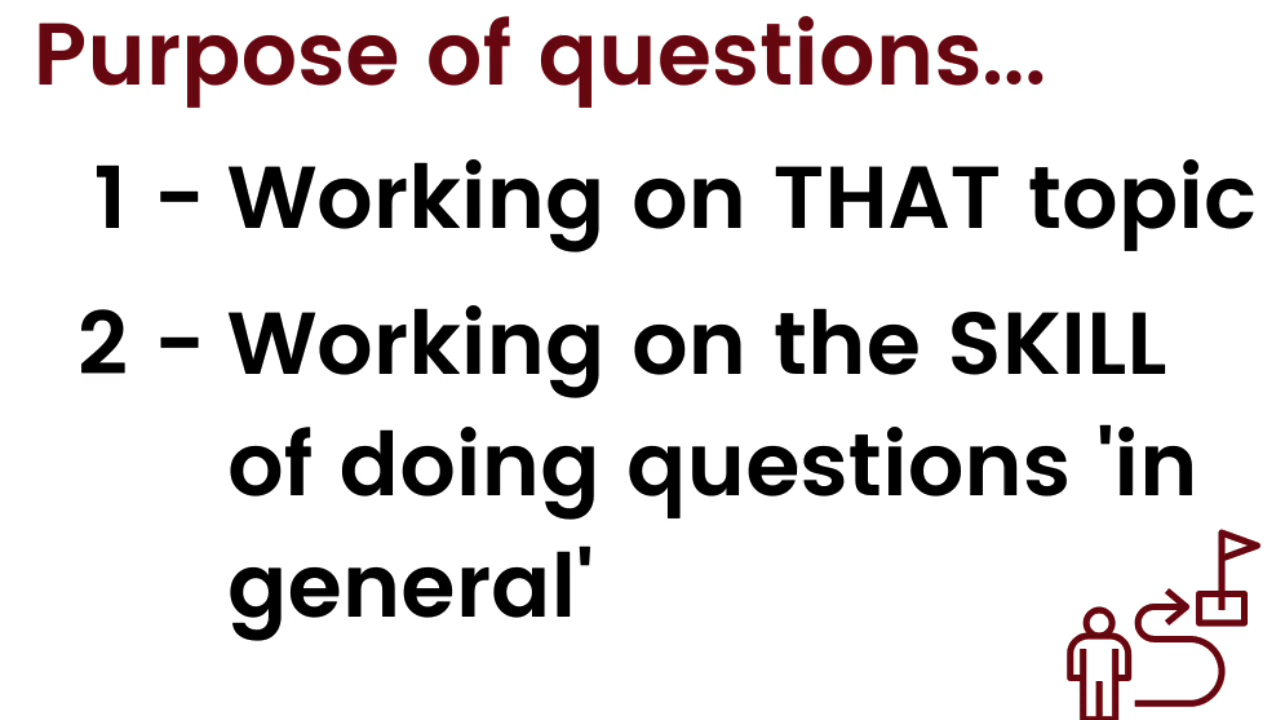 Purpose of questions...
1 - Working on THAT topic
2 - Working on the SKILL
of doing questions 'in
general'